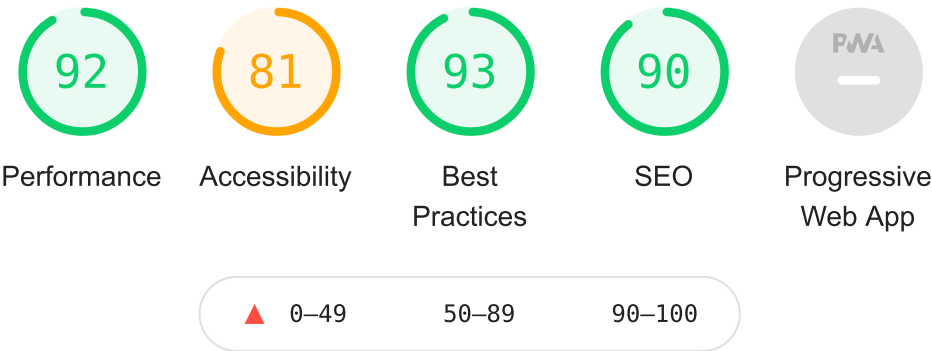 92
81
93
90
PWA
Performance
Accessibility
Best
Practices
SEO
Progressive
Web App
0–49
50–89
90–100